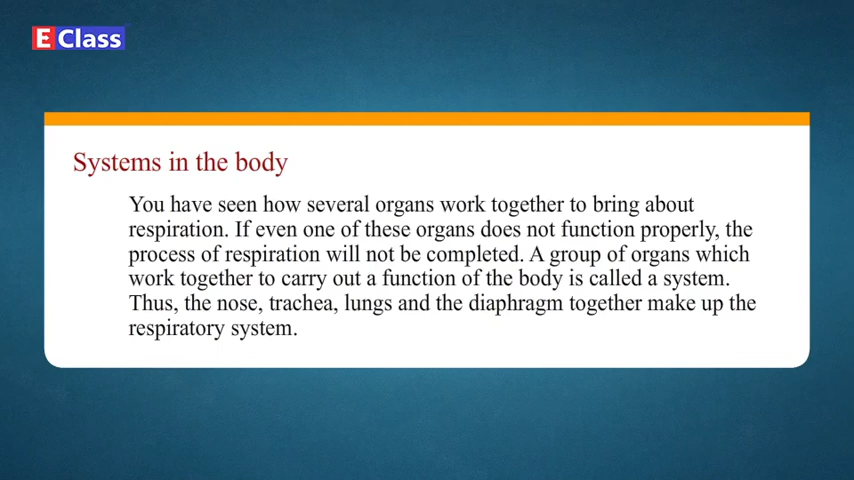 E Class
Systems in the body
You have seen how several organs work together to bring about
respiration. If even one of these organs does not function properly, the
process of respiration will not be completed. A group of organs which
work together to carry out a function of the body is called a system.
Thus, the nose, trachea, lungs and the diaphragm together make up the
respiratory system.